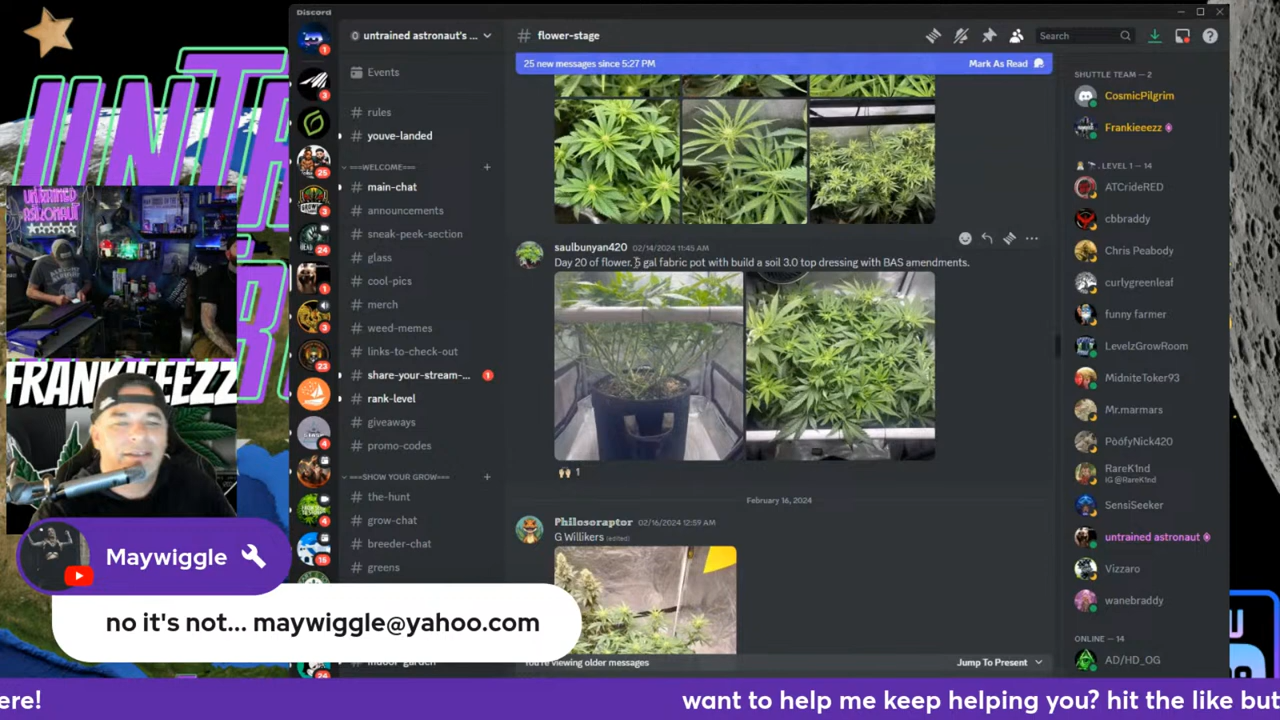 Discord
untrained astronaut's ...
flower-stage
Search
25 new messages since 5:27 PM
Mark As Read
Events
rules
youve-landed
===WELCOME===
main-chat
announcements
sneak-peek-section
glass
cool-pics
merch
weed-memes
links-to-check-out
share-your-stream-...
1
rank-level
giveaways
promo-codes
===SHOW YOUR GROW===
the-hunt
grow-chat
breeder-chat
greens
saulbunyan420 02/14/2024 11:45 AM
Day 20 of flower. 5 gal fabric pot with build a soil 3.0 top dressing with BAS amendments.
1
February 16, 2024
Philosoraptor 02/16/2024 12:59 AM
G Willikers (edited)
You're viewing older messages
Jump To Present
SHUTTLE TEAM — 2
CosmicPilgrim
Frankieeezz
LEVEL 1 — 14
ATCrideRED
cbbraddy
Chris Peabody
curlygreenleaf
funny farmer
LevelzGrowRoom
MidniteToker93
Mr.marmars
PoófyNick420
RareK1nd
IG @RareK1nd
SensiSeeker
untrained astronaut
Vizzaro
wanebraddy
ONLINE — 14
AD/HD_OG
FRANKIEEEZZ
Maywiggle
no it's not... maywiggle@yahoo.com
ere!
want to help me keep helping you? hit the like but